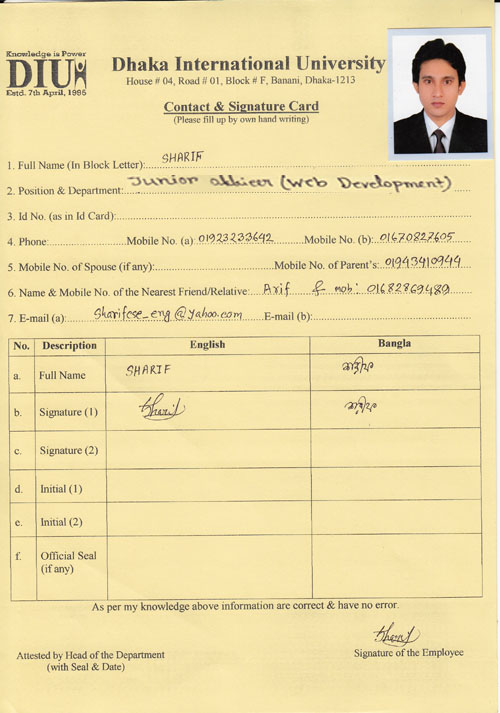 Knowledge is Power
DIU
Estd. 7th April, 1995
Dhaka International University
House # 04, Road # 01, Block # F, Banani, Dhaka-1213
Contact & Signature Card
(Please fill up by own hand writing)
1. Full Name (In Block Letter): SHARIF
2. Position & Department: Junior officer (Web Development)
3. Id No. (as in Id Card):
4. Phone: Mobile No. (a): 01923233642 Mobile No. (b): 01670827605
5. Mobile No. of Spouse (if any): Mobile No. of Parent's: 01943410944
6. Name & Mobile No. of the Nearest Friend/Relative: Arif & mob: 01682869489
7. E-mail (a): Sharifcse_eng@yahoo.com E-mail (b):
No. Description English Bangla
a. Full Name SHARIF শরীফ
b. Signature (1) Sharif শরীফ
c. Signature (2)
d. Initial (1)
e. Initial (2)
f. Official Seal
(if any)
As per my knowledge above information are correct & have no error.
Sharif
Attested by Head of the Department Signature of the Employee
(with Seal & Date)